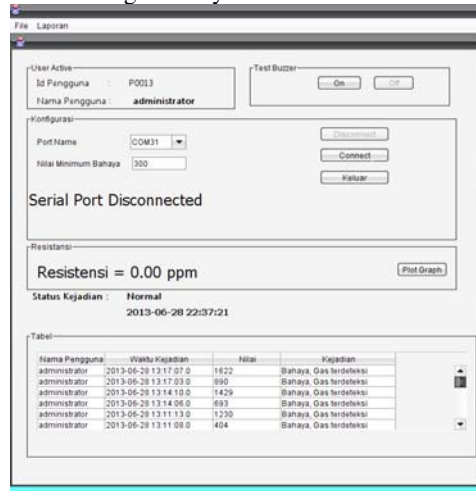 File Laporan
User Active
Id Pengguna : P0013
Nama Pengguna : administrator
Test Buzzer
On Off
Konfigurasi
Port Name COM31
Nilai Minimum Bahaya 300
Disconnect
Connect
Keluar
Serial Port Disconnected
Resistansi
Resistensi = 0.00 ppm
Plot Graph
Status Kejadian : Normal
2013-06-28 22:37:21
Tabel
Nama Pengguna Waktu Kejadian Nilai Kejadian
administrator 2013-06-28 13:17:07.0 1622 Bahaya, Gas terdeteksi
administrator 2013-06-28 13:17:03.0 890 Bahaya, Gas terdeteksi
administrator 2013-06-28 13:14:10.0 1429 Bahaya, Gas terdeteksi
administrator 2013-06-28 13:14:06.0 693 Bahaya, Gas terdeteksi
administrator 2013-06-28 13:11:13.0 1230 Bahaya, Gas terdeteksi
administrator 2013-06-28 13:11:08.0 404 Bahaya, Gas terdeteksi